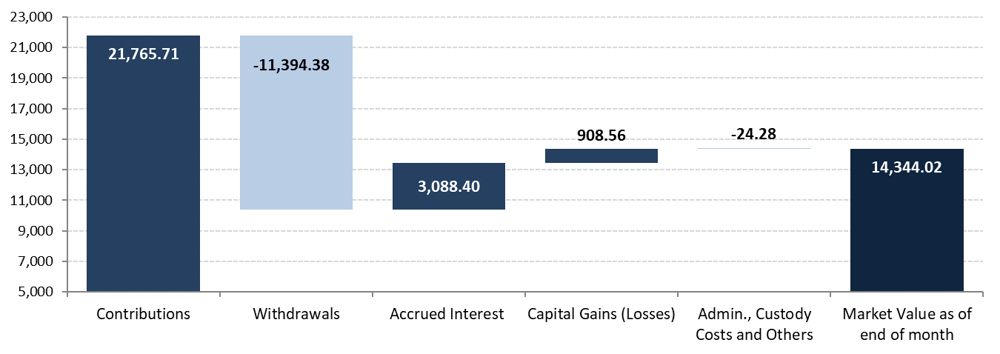 23,000
21,000
19,000
17,000
15,000
13,000
11,000
9,000
7,000
5,000
21,765.71
-11,394.38
3,088.40
908.56
-24.28
14,344.02
Contributions
Withdrawals
Accrued Interest
Capital Gains (Losses)
Admin., Custody
Costs and Others
Market Value as of
end of month